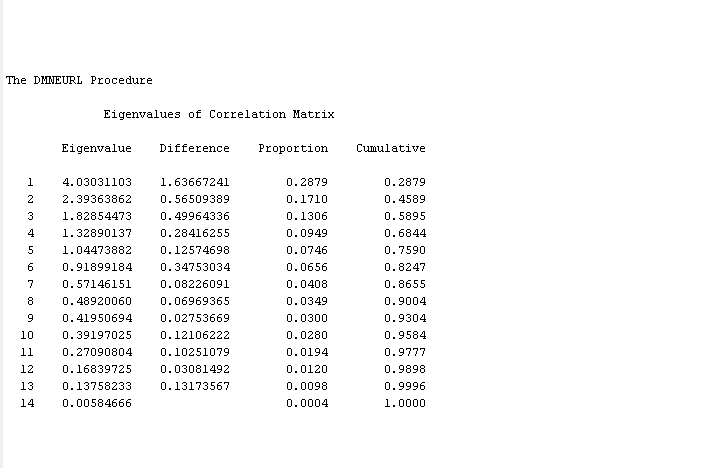 The DMNEURL Procedure
Eigenvalues of Correlation Matrix
Eigenvalue Difference Proportion Cumulative
1 4.03031103 1.63667241 0.2879 0.2879
2 2.39363862 0.56509389 0.1710 0.4589
3 1.82854473 0.49964336 0.1306 0.5895
4 1.32890137 0.28416255 0.0949 0.6844
5 1.04473882 0.12574698 0.0746 0.7590
6 0.91899184 0.34753034 0.0656 0.8247
7 0.57146151 0.08226091 0.0408 0.8655
8 0.48920060 0.06969365 0.0349 0.9004
9 0.41950694 0.02753669 0.0300 0.9304
10 0.39197025 0.12106222 0.0280 0.9584
11 0.27090804 0.10251079 0.0194 0.9777
12 0.16839725 0.03081492 0.0120 0.9898
13 0.13758233 0.13173567 0.0098 0.9996
14 0.00584666 0.0004 1.0000